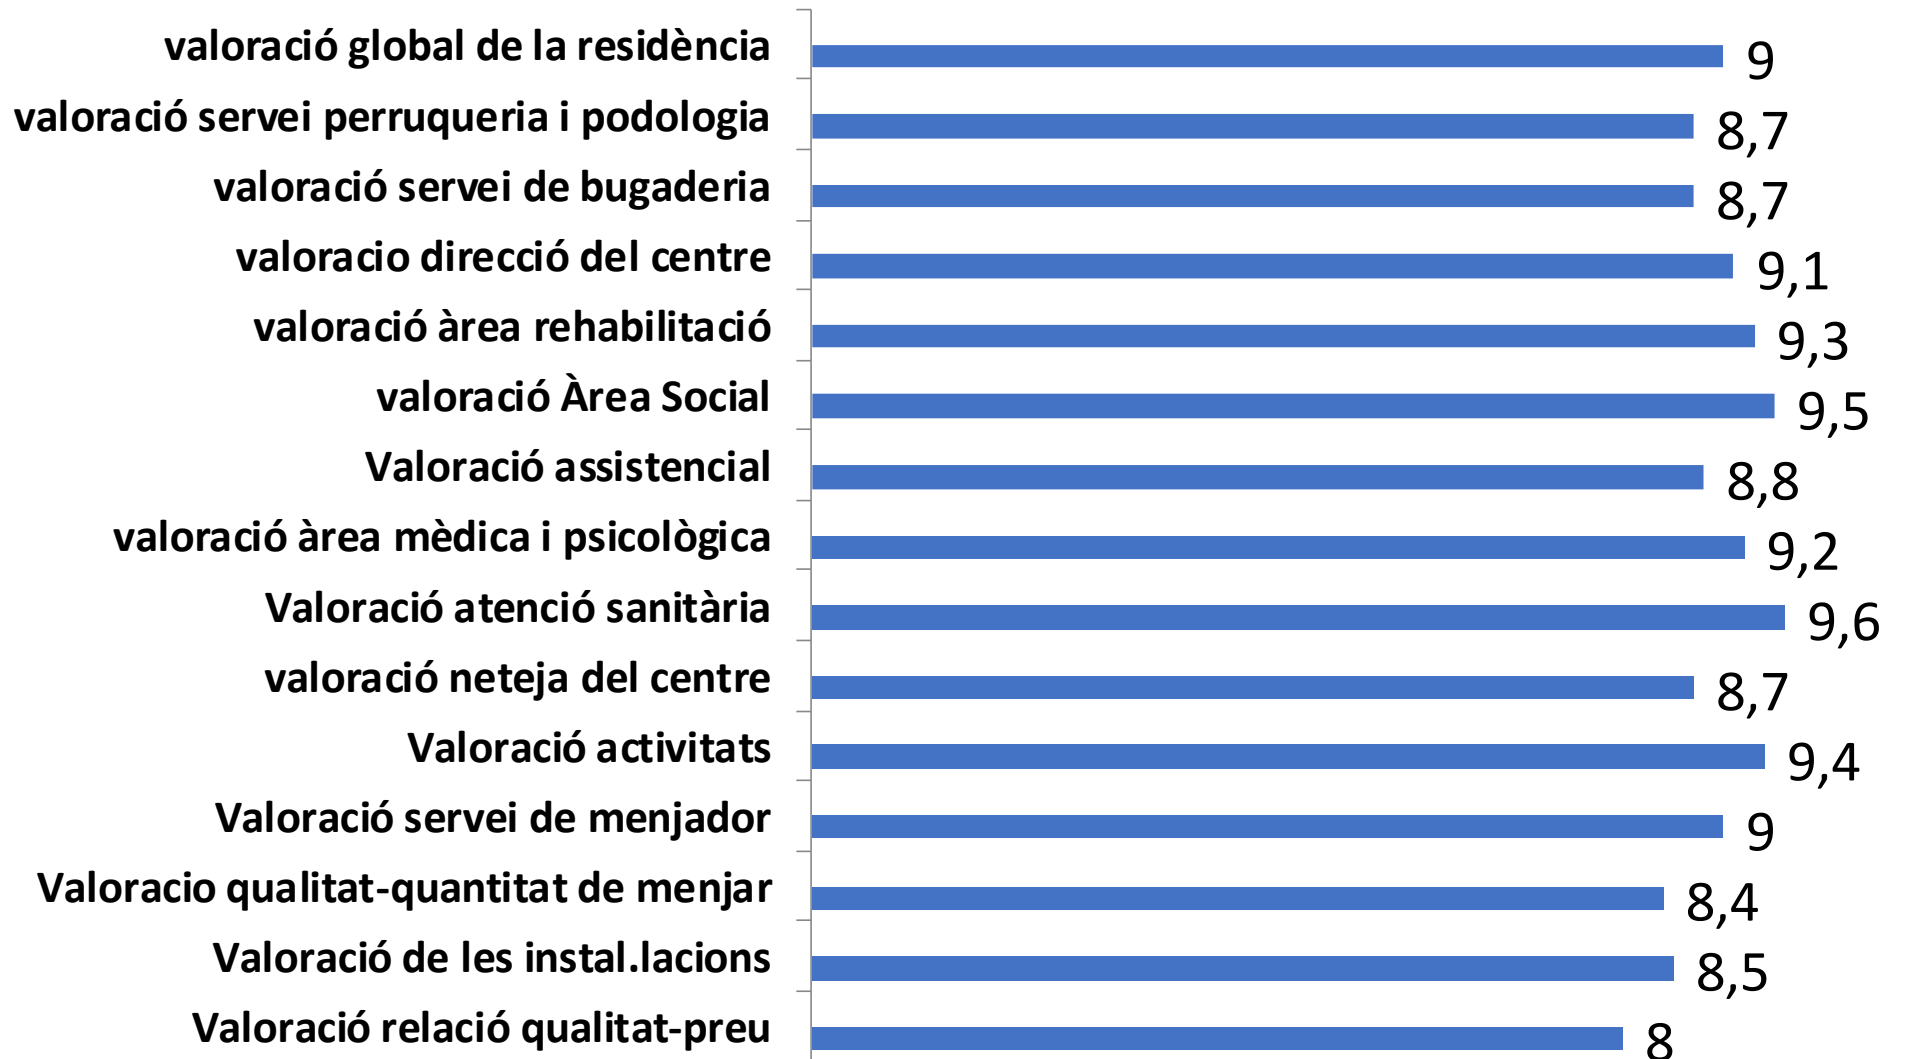 valoració global de la residència 9
valoració servei perruqueria i podologia 8,7
valoració servei de bugaderia 8,7
valoracio direcció del centre 9,1
valoració àrea rehabilitació 9,3
valoració Àrea Social 9,5
Valoració assistencial 8,8
valoració àrea mèdica i psicològica 9,2
Valoració atenció sanitària 9,6
valoració neteja del centre 8,7
Valoració activitats 9,4
Valoració servei de menjador 9
Valoracio qualitat-quantitat de menjar 8,4
Valoració de les instal.lacions 8,5
Valoració relació qualitat-preu 8